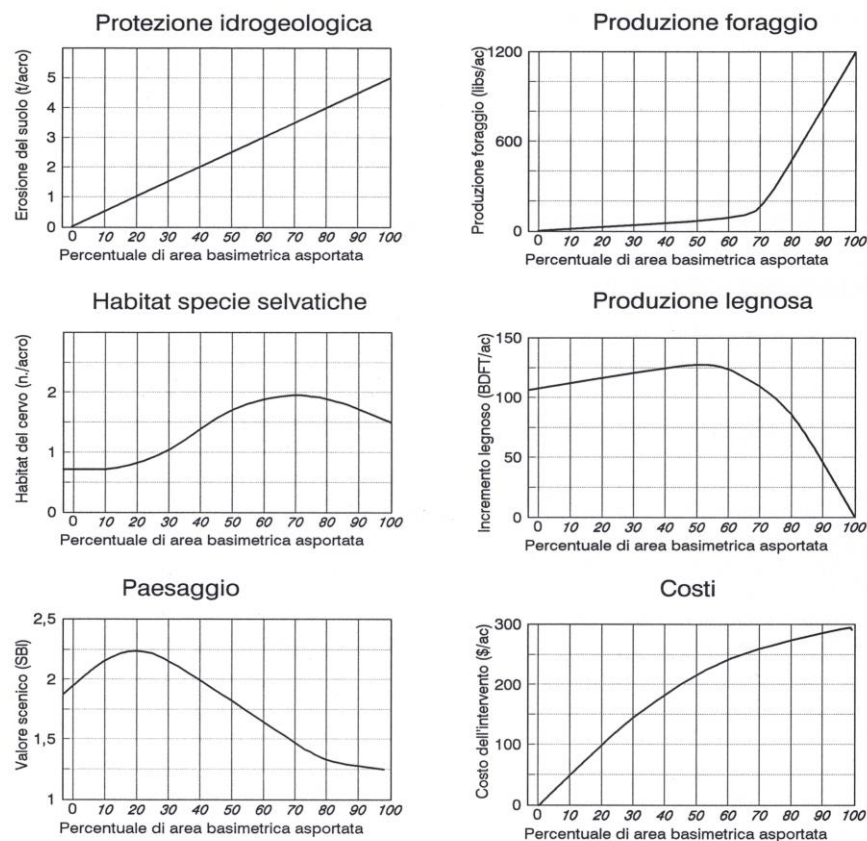 Protezione idrogeologica
Erosione del suolo (t/acro)
5
4
3
2
1
0
0 10 20 30 40 50 60 70 80 90 100
Percentuale di area basimetrica asportata
Produzione foraggio
Produzione foraggio (libs/ac)
1200
600
0
0 10 20 30 40 50 60 70 80 90 100
Percentuale di area basimetrica asportata
Habitat specie selvatiche
Habitat del cervo (n./acro)
2
1
0
0 10 20 30 40 50 60 70 80 90 100
Percentuale di area basimetrica asportata
Produzione legnosa
Incremento legnoso (BDFT/ac)
150
100
50
0
0 10 20 30 40 50 60 70 80 90 100
Percentuale di area basimetrica asportata
Paesaggio
Valore scenico (SBI)
2,5
2
1,5
1
0 10 20 30 40 50 60 70 80 90 100
Percentuale di area basimetrica asportata
Costi
Costo dell'intervento ($/ac)
300
200
100
0
0 10 20 30 40 50 60 70 80 90 100
Percentuale di area basimetrica asportata